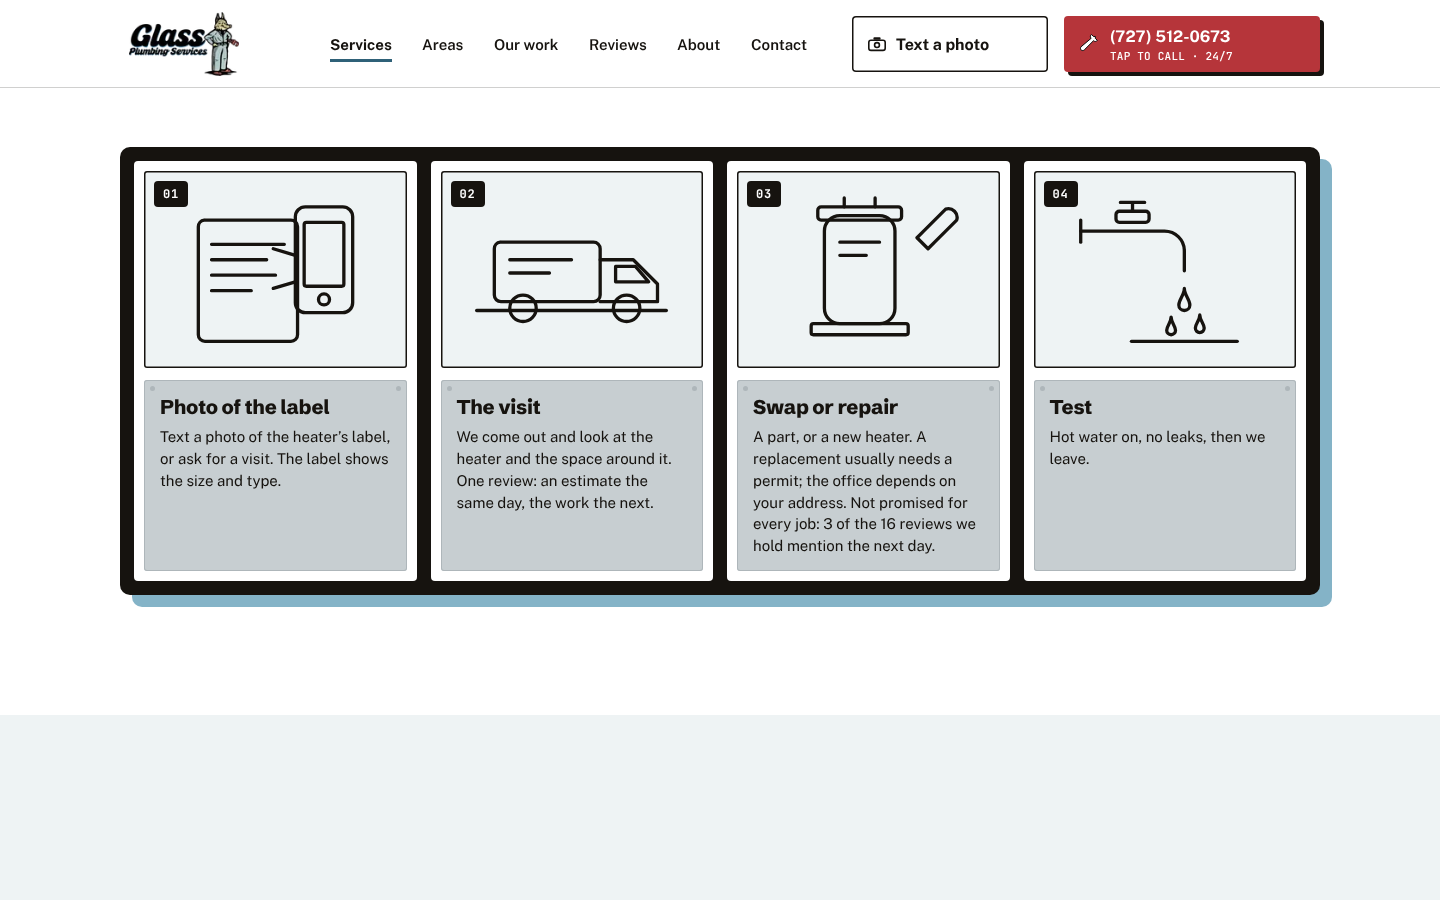 Glass
Plumbing Services
Services
Areas
Our work
Reviews
About
Contact
Text a photo
(727) 512-0673
TAP TO CALL · 24/7
01
02
03
04
Photo of the label
Text a photo of the heater’s label,
or ask for a visit. The label shows
the size and type.
The visit
We come out and look at the
heater and the space around it.
One review: an estimate the
same day, the work the next.
Swap or repair
A part, or a new heater. A
replacement usually needs a
permit; the office depends on
your address. Not promised for
every job: 3 of the 16 reviews we
hold mention the next day.
Test
Hot water on, no leaks, then we
leave.